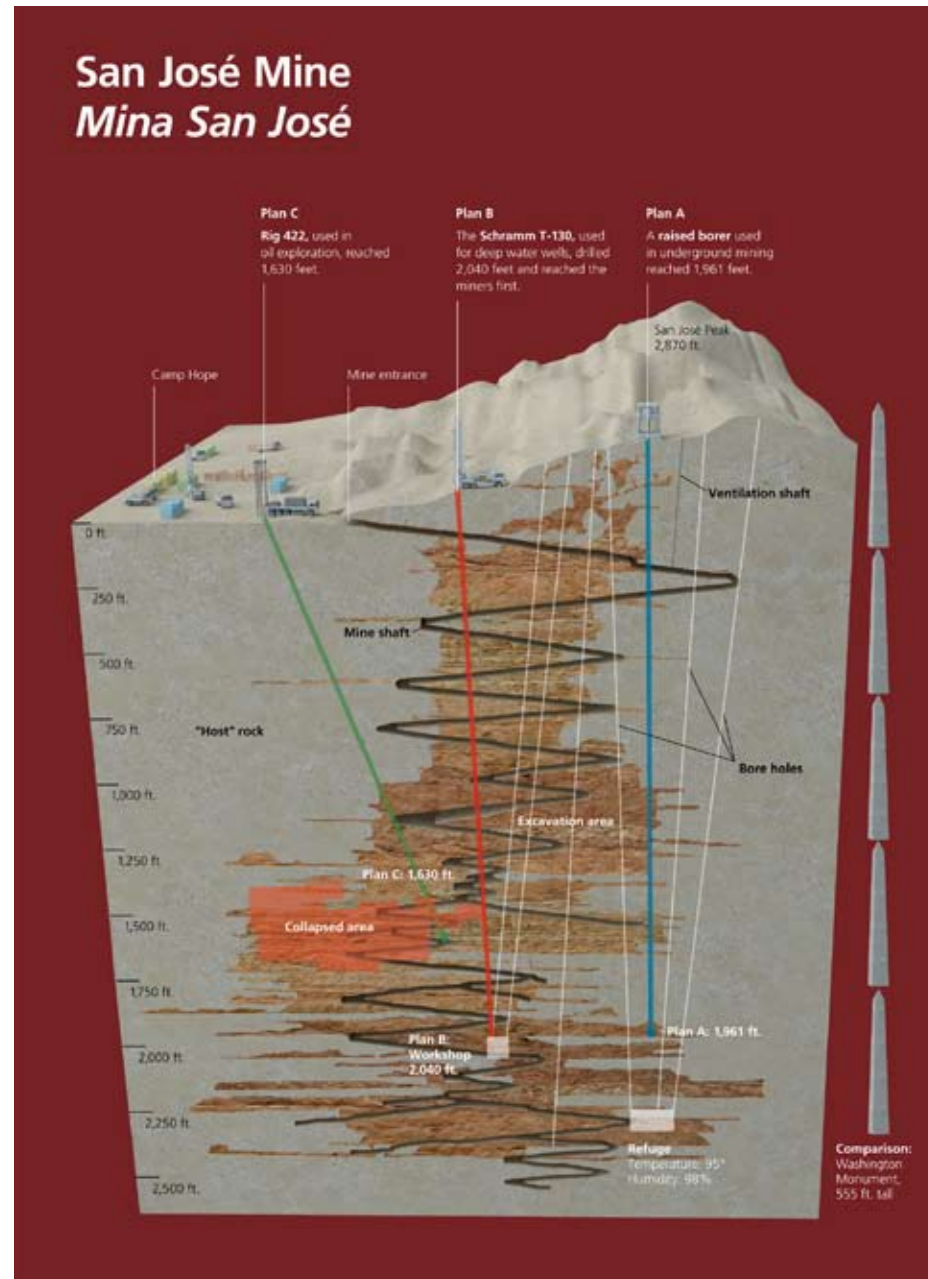 San José Mine
Mina San José
Plan C
Rig 422, used in
oil exploration, reached
1,630 feet.
Plan B
The Schramm T-130, used
for deep water wells, drilled
2,040 feet and reached the
miners first.
Plan A
A raised borer used
in underground mining
reached 1,961 feet.
San José Peak
2,870 ft.
Camp Hope
Mine entrance
Ventilation shaft
0 ft.
250 ft.
Mine shaft
500 ft.
"Host" rock
750 ft.
Bore holes
1,000 ft.
Excavation area
1,250 ft.
Plan C: 1,630 ft.
1,500 ft.
Collapsed area
1,750 ft.
Plan A: 1,961 ft.
Plan B:
Workshop
2.040 ft.
2,000 ft.
2,250 ft.
Refuge
Temperature: 95°
Humidity: 98%
Comparison:
Washington
Monument,
555 ft. tall
2,500 ft.